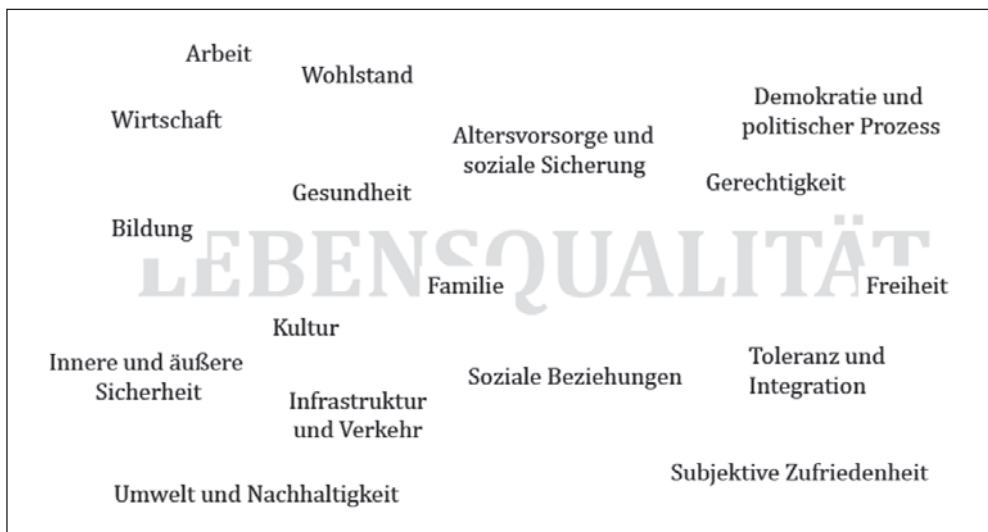 Arbeit
Wohlstand
Demokratie und
politischer Prozess
Wirtschaft
Altersvorsorge und
soziale Sicherung
Gerechtigkeit
Gesundheit
Bildung
LEBENSQUALITÄT
Familie
Freiheit
Kultur
Innere und äußere
Sicherheit
Soziale Beziehungen
Toleranz und
Integration
Infrastruktur
und Verkehr
Subjektive Zufriedenheit
Umwelt und Nachhaltigkeit